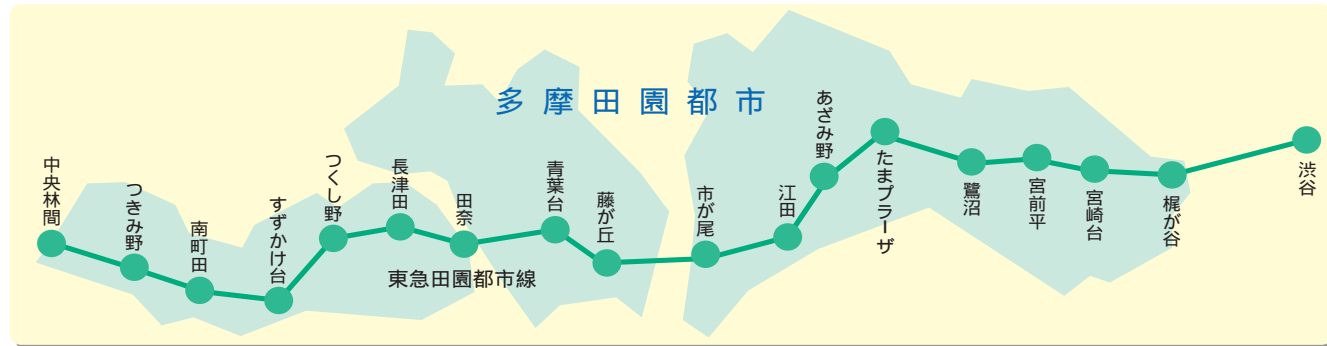 多摩田園都市
中央林間
つきみ野
南町田
すずかけ台
つくし野
長津田
田奈
青葉台
藤が丘
市が尾
江田
あざみ野
たまプラーザ
鷺沼
宮前平
宮崎台
梶が谷
渋谷
東急田園都市線